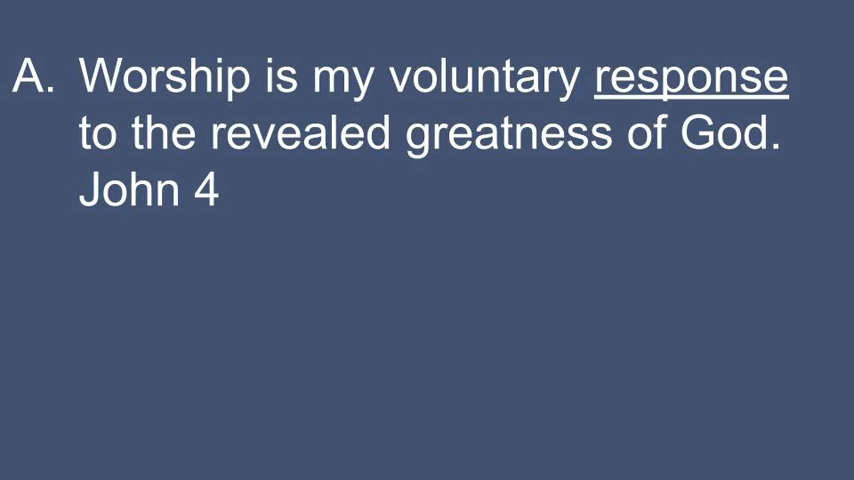 A. Worship is my voluntary response
to the revealed greatness of God.
John 4